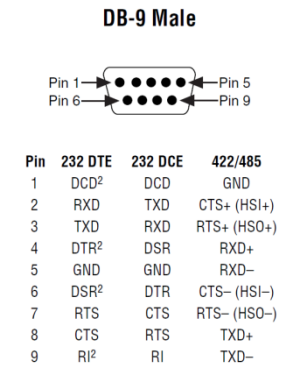 DB-9 Male
Pin 1 Pin 5
Pin 6 Pin 9
Pin 232 DTE 232 DCE 422/485
1 DCD² DCD GND
2 RXD TXD CTS+ (HSI+)
3 TXD RXD RTS+ (HSO+)
4 DTR² DSR RXD+
5 GND GND RXD–
6 DSR² DTR CTS– (HSI–)
7 RTS CTS RTS– (HSO–)
8 CTS RTS TXD+
9 RI² RI TXD–